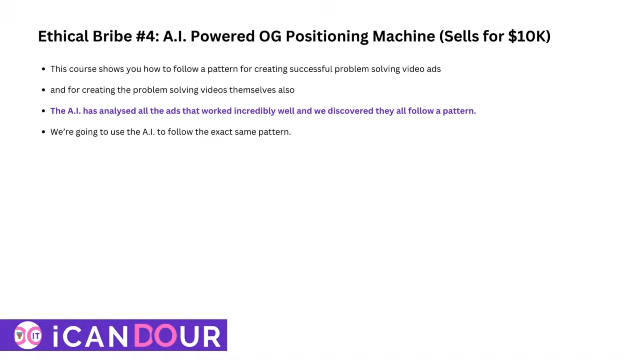 Ethical Bribe #4: A.I. Powered OG Positioning Machine (Sells for $10K)
This course shows you how to follow a pattern for creating successful problem solving video ads
and for creating the problem solving videos themselves also
The A.I. has analysed all the ads that worked incredibly well and we discovered they all follow a pattern.
We're going to use the A.I. to follow the exact same pattern.
IT iCANDOUR